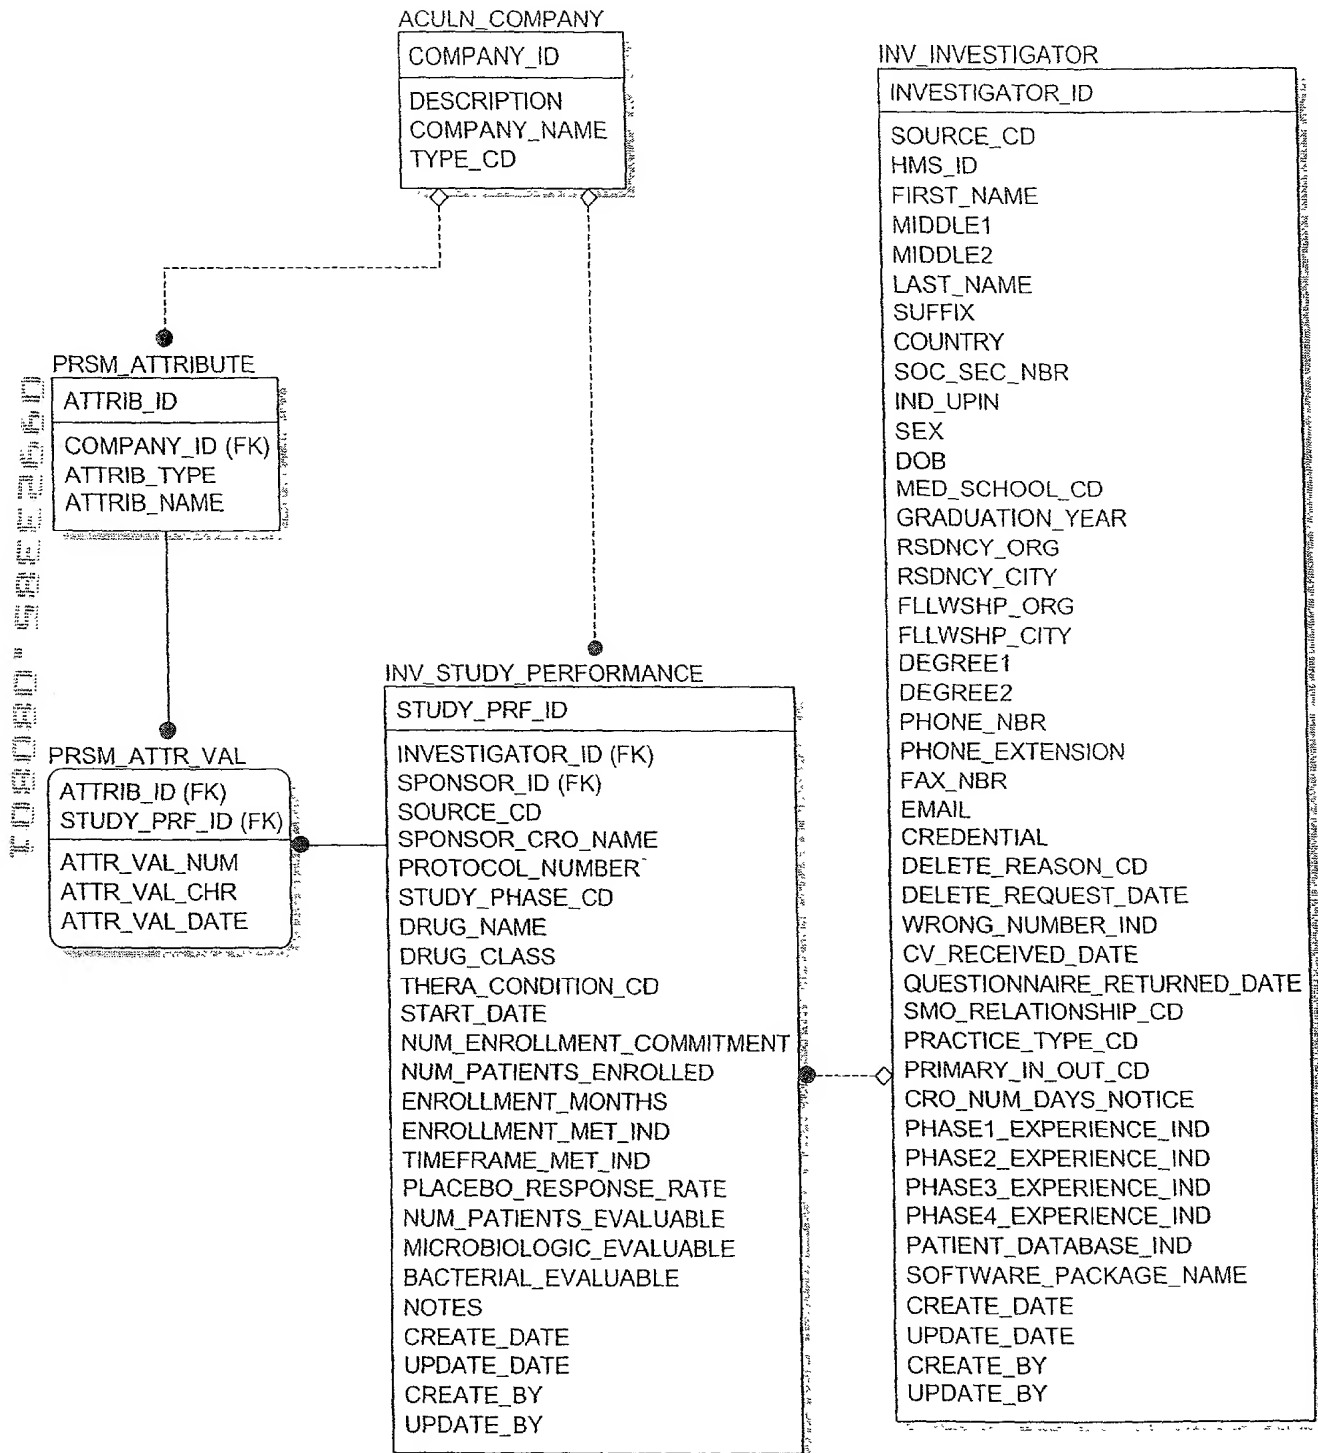 ACULN_COMPANY
COMPANY_ID
DESCRIPTION
COMPANY_NAME
TYPE_CD
INV_INVESTIGATOR
INVESTIGATOR_ID
SOURCE_CD
HMS_ID
FIRST_NAME
MIDDLE1
MIDDLE2
LAST_NAME
SUFFIX
COUNTRY
SOC_SEC_NBR
IND_UPIN
SEX
DOB
MED_SCHOOL_CD
GRADUATION_YEAR
RSDNCY_ORG
RSDNCY_CITY
FLLWSHP_ORG
FLLWSHP_CITY
DEGREE1
DEGREE2
PHONE_NBR
PHONE_EXTENSION
FAX_NBR
EMAIL
CREDENTIAL
DELETE_REASON_CD
DELETE_REQUEST_DATE
WRONG_NUMBER_IND
CV_RECEIVED_DATE
QUESTIONNAIRE_RETURNED_DATE
SMO_RELATIONSHIP_CD
PRACTICE_TYPE_CD
PRIMARY_IN_OUT_CD
CRO_NUM_DAYS_NOTICE
PHASE1_EXPERIENCE_IND
PHASE2_EXPERIENCE_IND
PHASE3_EXPERIENCE_IND
PHASE4_EXPERIENCE_IND
PATIENT_DATABASE_IND
SOFTWARE_PACKAGE_NAME
CREATE_DATE
UPDATE_DATE
CREATE_BY
UPDATE_BY
PRSM_ATTRIBUTE
ATTRIB_ID
COMPANY_ID (FK)
ATTRIB_TYPE
ATTRIB_NAME
PRSM_ATTR_VAL
ATTRIB_ID (FK)
STUDY_PRF_ID (FK)
ATTR_VAL_NUM
ATTR_VAL_CHR
ATTR_VAL_DATE
INV_STUDY_PERFORMANCE
STUDY_PRF_ID
INVESTIGATOR_ID (FK)
SPONSOR_ID (FK)
SOURCE_CD
SPONSOR_CRO_NAME
PROTOCOL_NUMBER
STUDY_PHASE_CD
DRUG_NAME
DRUG_CLASS
THERA_CONDITION_CD
START_DATE
NUM_ENROLLMENT_COMMITMENT
NUM_PATIENTS_ENROLLED
ENROLLMENT_MONTHS
ENROLLMENT_MET_IND
TIMEFRAME_MET_IND
PLACEBO_RESPONSE_RATE
NUM_PATIENTS_EVALUABLE
MICROBIOLOGIC_EVALUABLE
BACTERIAL_EVALUABLE
NOTES
CREATE_DATE
UPDATE_DATE
CREATE_BY
UPDATE_BY